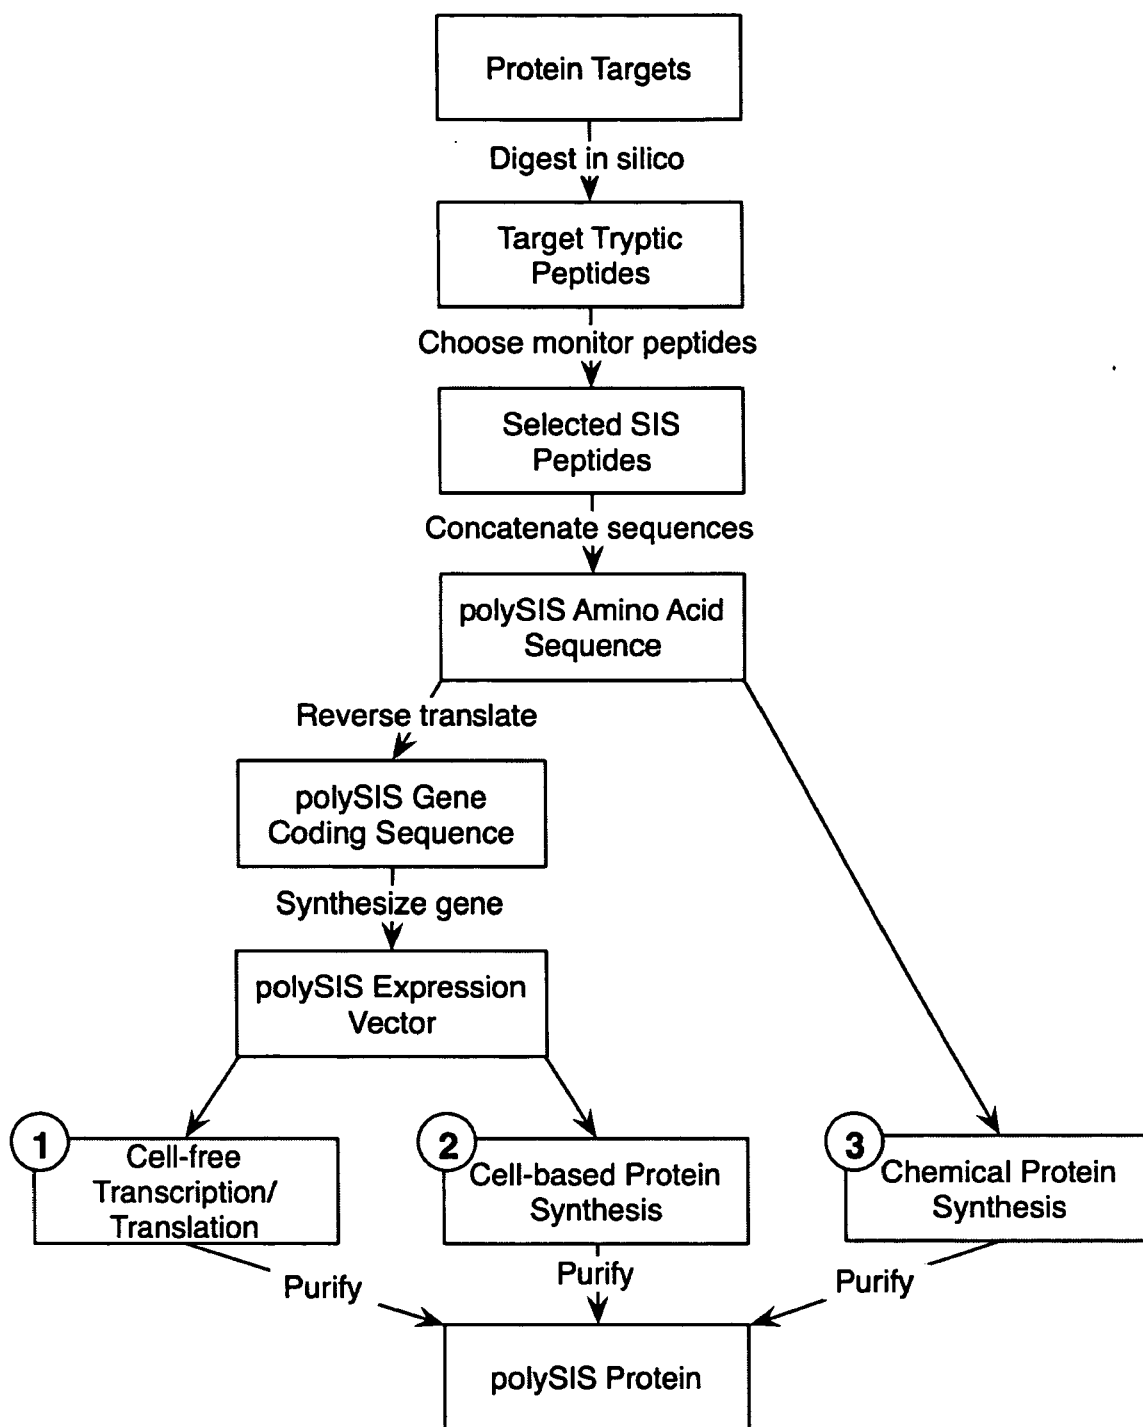 Protein Targets
Digest in silico
Target Tryptic
Peptides
Choose monitor peptides
Selected SIS
Peptides
Concatenate sequences
polySIS Amino Acid
Sequence
Reverse translate
polySIS Gene
Coding Sequence
Synthesize gene
polySIS Expression
Vector
1
Cell-free
Transcription/
Translation
2
Cell-based Protein
Synthesis
3
Chemical Protein
Synthesis
Purify
Purify
Purify
polySIS Protein